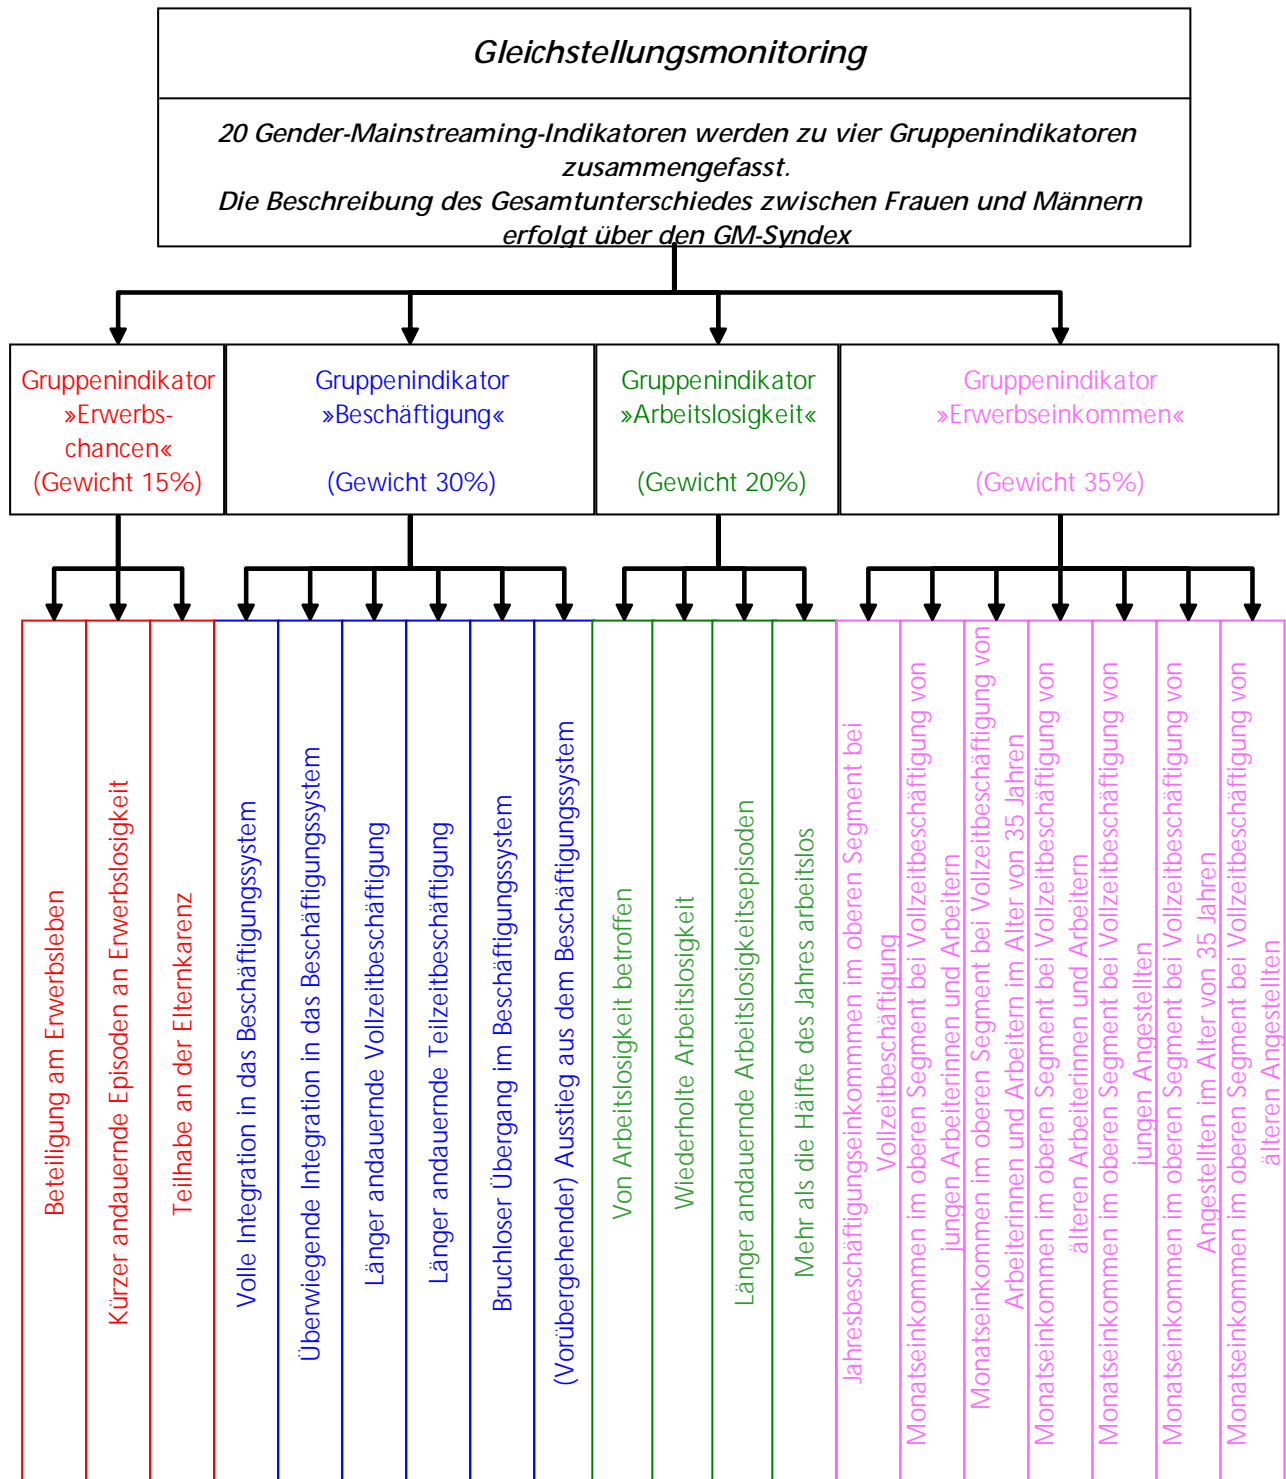 Gleichstellungsmonitoring
20 Gender-Mainstreaming-Indikatoren werden zu vier Gruppenindikatoren
zusammengefasst.
Die Beschreibung des Gesamtunterschiedes zwischen Frauen und Männern
erfolgt über den GM-Syndex
Gruppenindikator
»Erwerbs-
chancen«
(Gewicht 15%)
Gruppenindikator
»Beschäftigung«
(Gewicht 30%)
Gruppenindikator
»Arbeitslosigkeit«
(Gewicht 20%)
Gruppenindikator
»Erwerbseinkommen«
(Gewicht 35%)
Beteiligung am Erwerbsleben
Kürzer andauernde Episoden an Erwerbslosigkeit
Teilhabe an der Elternkarenz
Volle Integration in das Beschäftigungssystem
Überwiegende Integration in das Beschäftigungssystem
Länger andauernde Vollzeitbeschäftigung
Länger andauernde Teilzeitbeschäftigung
Bruchloser Übergang im Beschäftigungssystem
(Vorübergehender) Ausstieg aus dem Beschäftigungssystem
Von Arbeitslosigkeit betroffen
Wiederholte Arbeitslosigkeit
Länger andauernde Arbeitslosigkeitsepisoden
Mehr als die Hälfte des Jahres arbeitslos
Jahresbeschäftigungseinkommmen im oberen Segment bei
Vollzeitbeschäftigung
Monatseinkommen im oberen Segment bei Vollzeitbeschäftigung von
jungen Arbeiterinnen und Arbeitern
Monatseinkommen im oberen Segment bei Vollzeitbeschäftigung von
Arbeiterinnen und Arbeitern im Alter von 35 Jahren
Monatseinkommen im oberen Segment bei Vollzeitbeschäftigung von
älteren Arbeiterinnen und Arbeitern
Monatseinkommen im oberen Segment bei Vollzeitbeschäftigung von
jungen Angestellten
Monatseinkommen im oberen Segment bei Vollzeitbeschäftigung von
Angestellten im Alter von 35 Jahren
Monatseinkommen im oberen Segment bei Vollzeitbeschäftigung von
älteren Angestellten